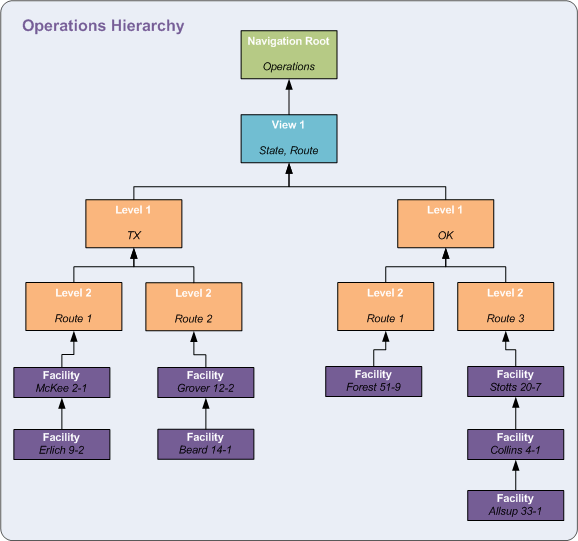 Operations Hierarchy
Navigation Root
Operations
View 1
State, Route
Level 1
TX
Level 1
OK
Level 2
Route 1
Level 2
Route 2
Level 2
Route 1
Level 2
Route 3
Facility
McKee 2-1
Facility
Grover 12-2
Facility
Forest 51-9
Facility
Stotts 20-7
Facility
Erlich 9-2
Facility
Beard 14-1
Facility
Collins 4-1
Facility
Allsup 33-1